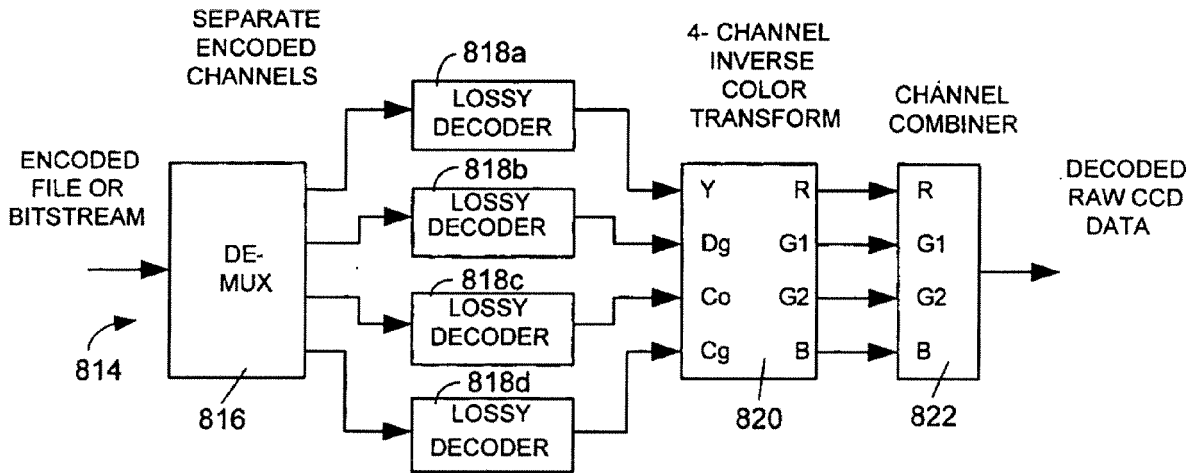 SEPARATE
ENCODED
CHANNELS
818a
LOSSY
DECODER
4- CHANNEL
INVERSE
COLOR
TRANSFORM
CHANNEL
COMBINER
ENCODED
FILE OR
BITSTREAM
818b
LOSSY
DECODER
DECODED
RAW CCD
DATA
DE-
MUX
818c
LOSSY
DECODER
Y R
Dg G1
Co G2
Cg B
R
G1
G2
B
814
816
818d
LOSSY
DECODER
820
822